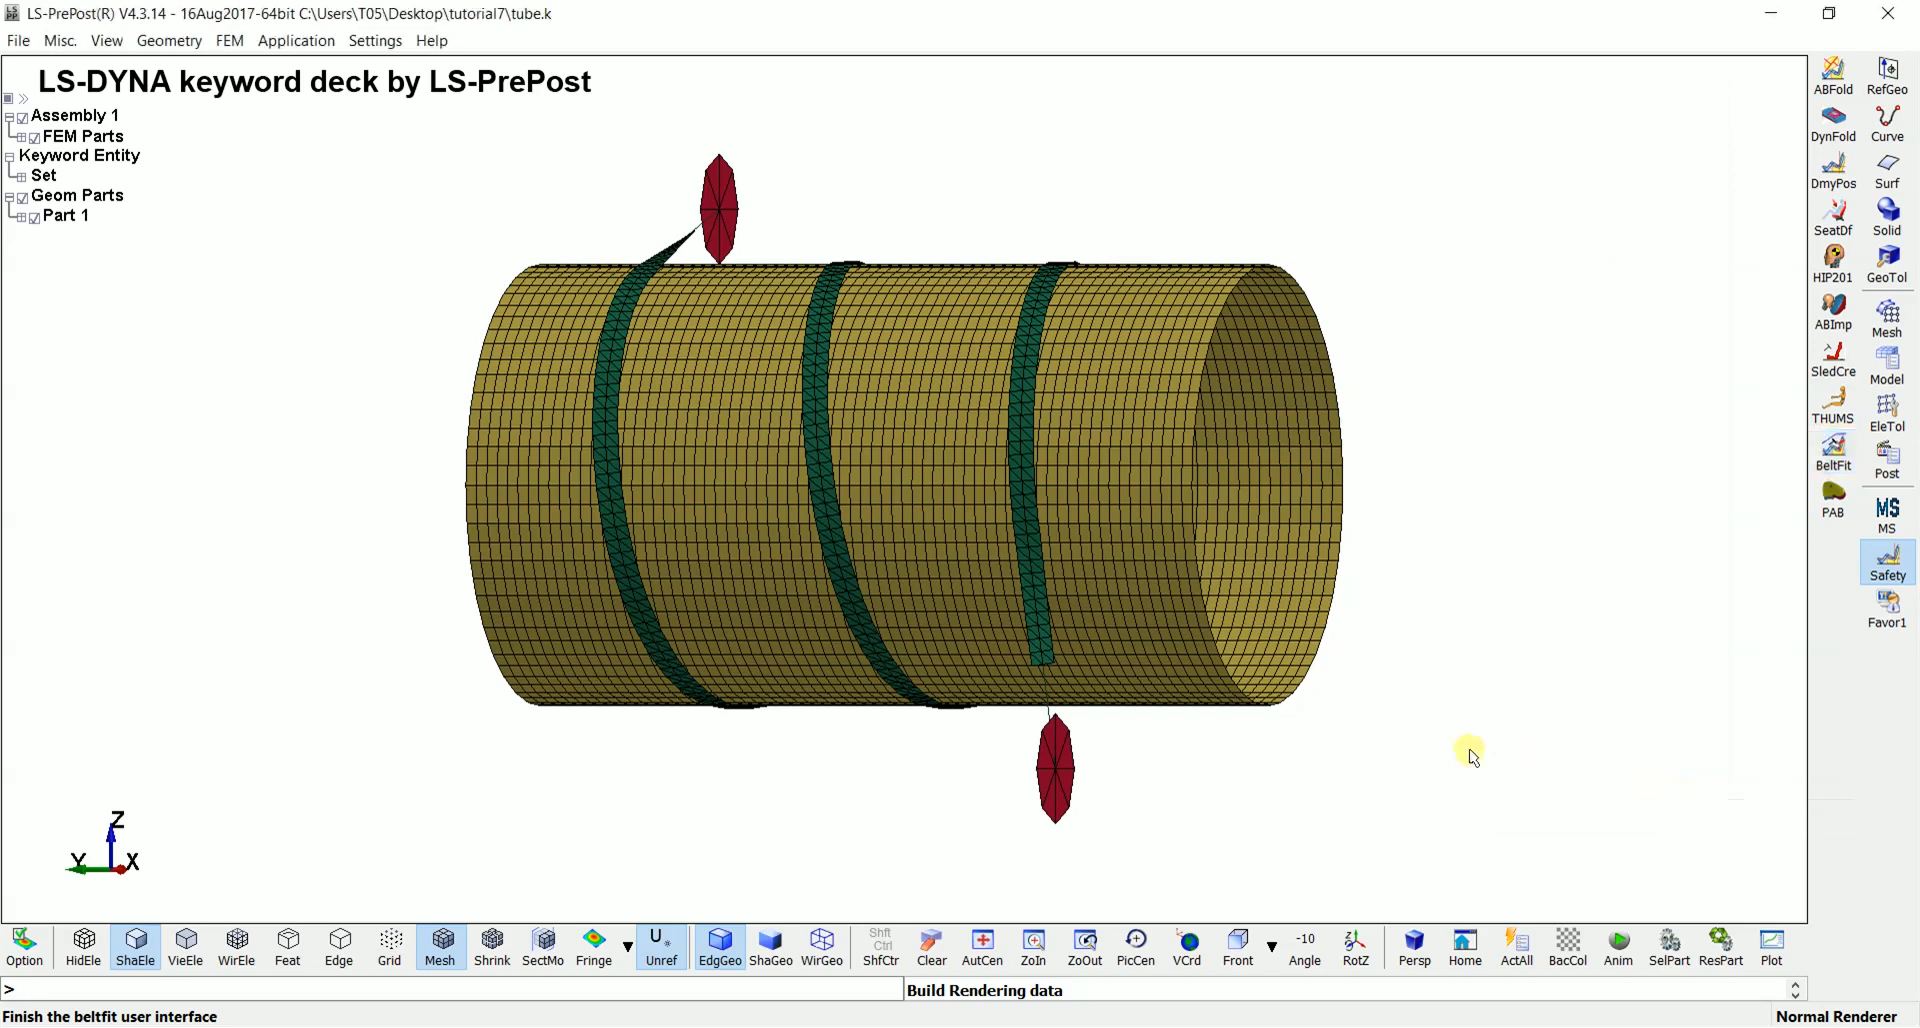 LS-PrePost(R) V4.3.14 - 16Aug2017-64bit C:\Users\T05\Desktop\tutorial7\tube.k
File Misc. View Geometry FEM Application Settings Help
LS-DYNA keyword deck by LS-PrePost
Assembly 1
FEM Parts
Keyword Entity
Set
Geom Parts
Part 1
ABFold RefGeo
DynFold Curve
DmyPos Surf
SeatDf Solid
HIP201 GeoTol
ABImp Mesh
SledCre Model
THUMS EleTol
BeltFit Post
PAB MS
MS
Safety
Favor1
Z
Y X
Option HidEle ShaEle VieEle WirEle Feat Edge Grid Mesh Shrink SectMo Fringe Unref EdgGeo ShaGeo WirGeo Shft Ctrl ShfCtr Clear AutCen ZoIn ZoOut PicCen VCrd Front -10 Angle RotZ Persp Home ActAll BacCol Anim SelPart ResPart Plot
> Build Rendering data
Finish the beltfit user interface Normal Renderer